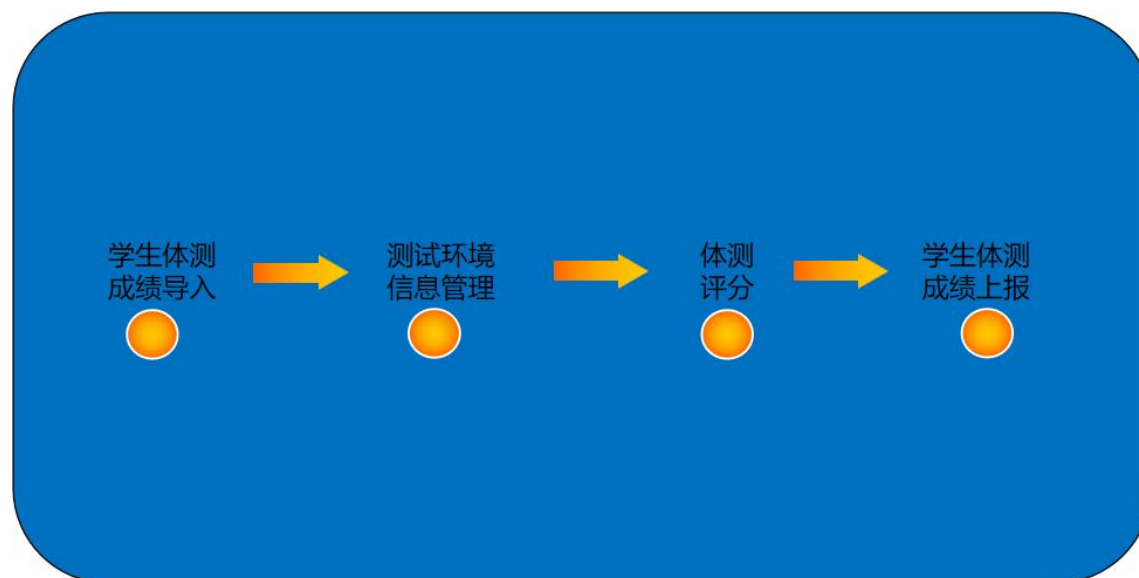 学生体测
成绩导入
测试环境
信息管理
体测
评分
学生体测
成绩上报